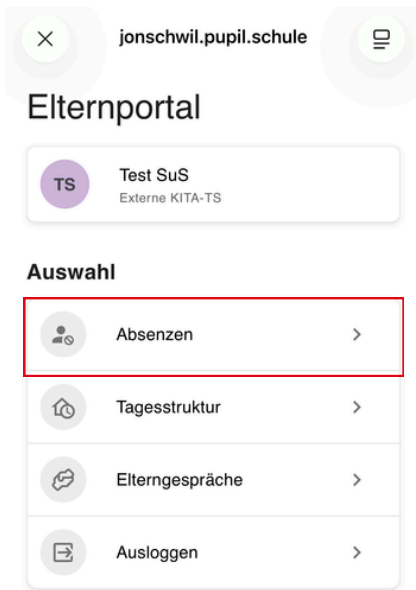 jonschwil.pupil.schule
Elternportal
TS
Test SuS
Externe KITA-TS
Auswahl
Absenzen
Tagesstruktur
Elterngespräche
Ausloggen